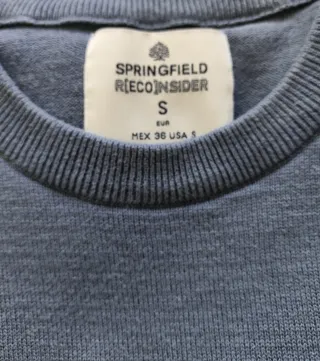 SPRINGFIELD
R[ECO]NSIDER
S
EUR
MEX 36 USA S